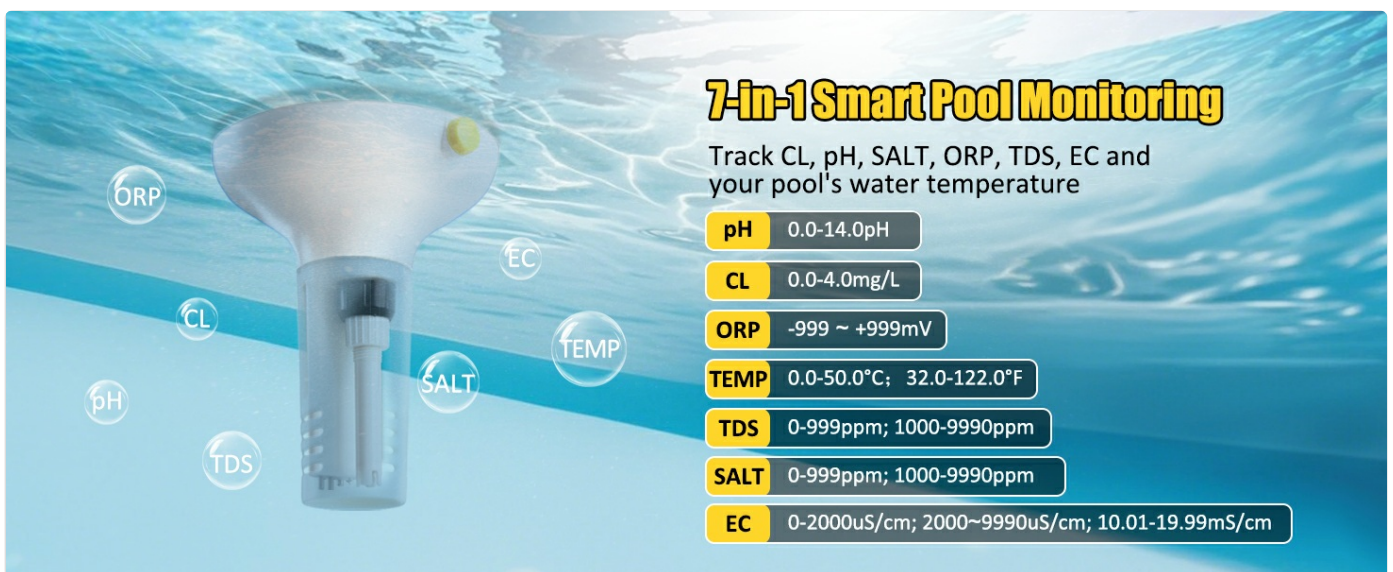 7-in-1 Smart Pool Monitoring
Track CL, pH, SALT, ORP, TDS, EC and
your pool's water temperature
pH 0.0-14.0pH
CL 0.0-4.0mg/L
ORP -999 ~ +999mV
TEMP 0.0-50.0°C; 32.0-122.0°F
TDS 0-999ppm; 1000-9990ppm
SALT 0-999ppm; 1000-9990ppm
EC 0-2000uS/cm; 2000~9990uS/cm; 10.01-19.99mS/cm
ORP
EC
CL
TEMP
SALT
pH
TDS